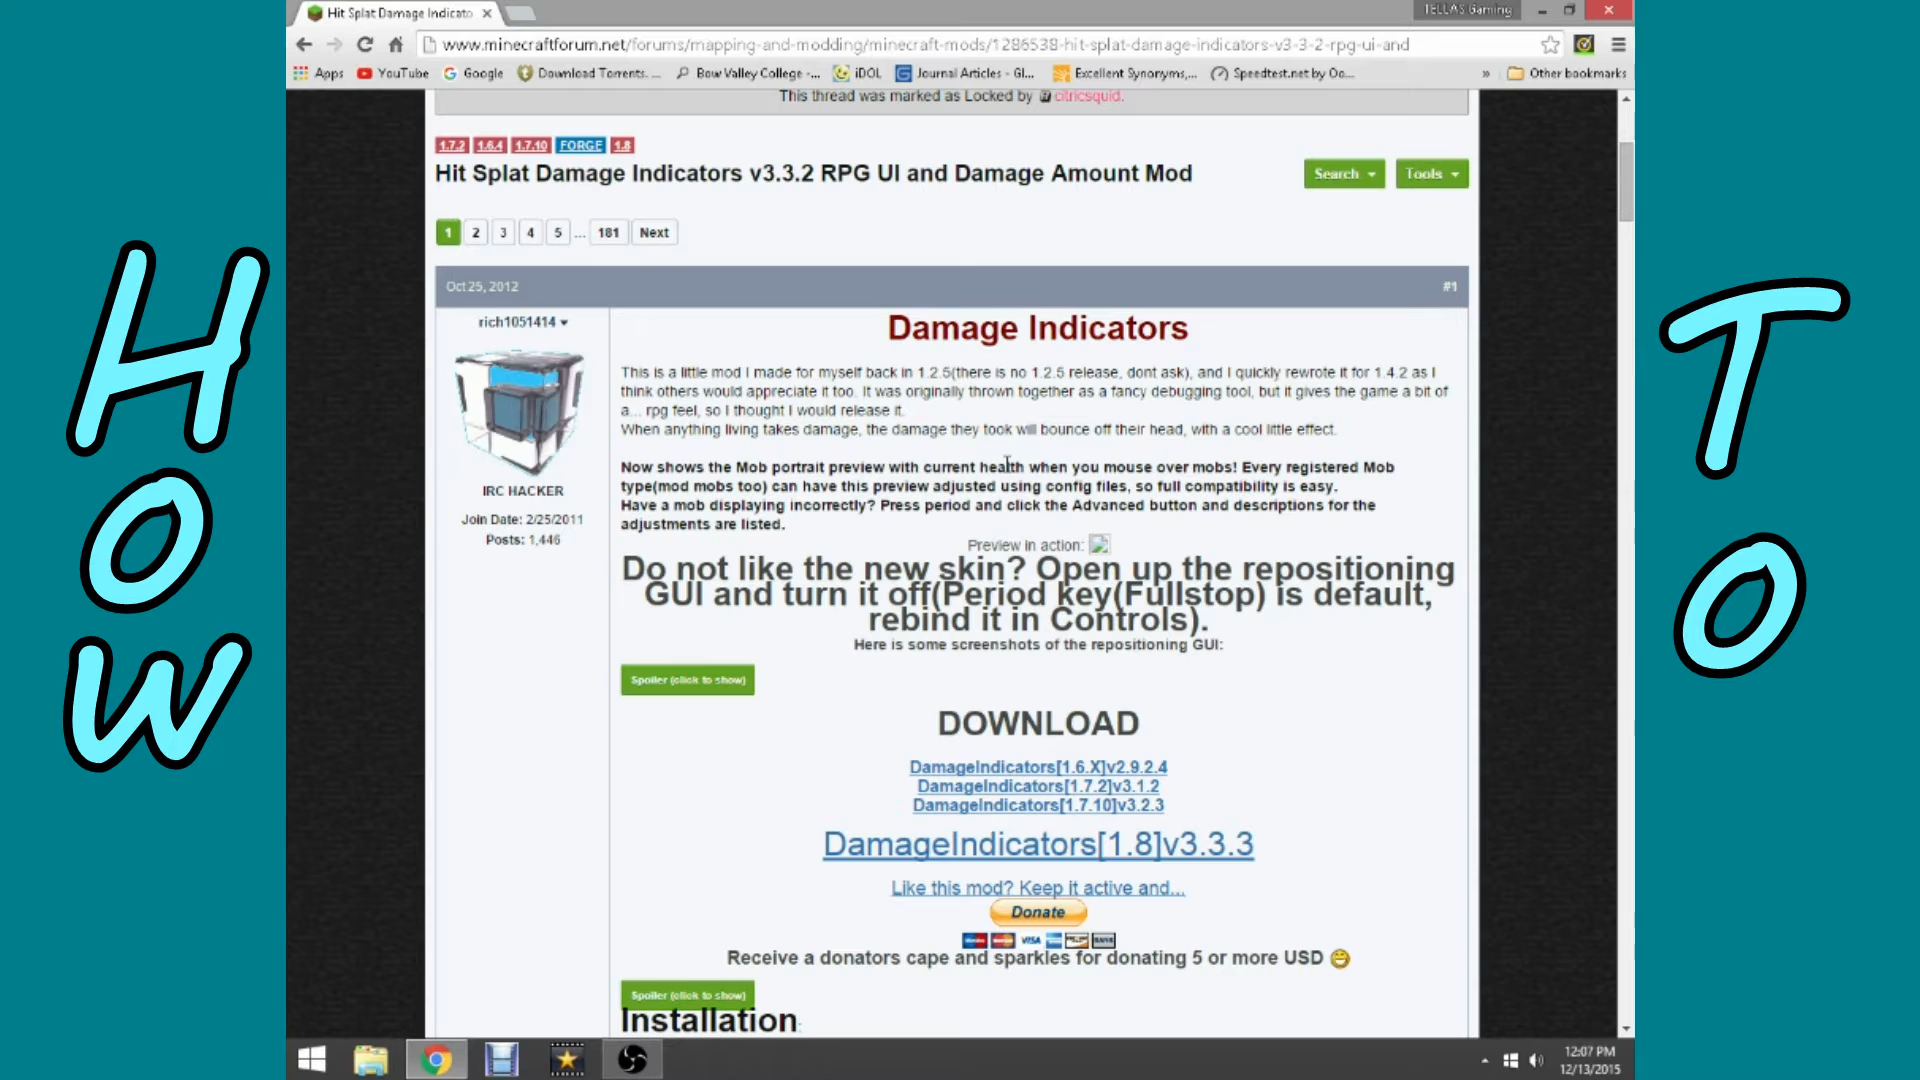 How
To
Hit Splat Damage Indicato
TELLAS Gaming
www.minecraftforum.net/forums/mapping-and-modding/minecraft-mods/1286538-hit-splat-damage-indicators-v3-3-2-rpg-ui-and
Apps YouTube Google Download Torrents... Bow Valley College -... iDOL Journal Articles - Gl... Excellent Synonyms,... Speedtest.net by Oo... » Other bookmarks
This thread was marked as Locked by citricsquid.
1.7.2 1.6.4 1.7.10 FORGE 1.8
Hit Splat Damage Indicators v3.3.2 RPG UI and Damage Amount Mod
Search Tools
1 2 3 4 5 ... 181 Next
Oct 25, 2012 #1
rich1051414
IRC HACKER
Join Date: 2/25/2011
Posts: 1,446
Damage Indicators
This is a little mod I made for myself back in 1.2.5(there is no 1.2.5 release, dont ask), and I quickly rewrote it for 1.4.2 as I
think others would appreciate it too. It was originally thrown together as a fancy debugging tool, but it gives the game a bit of
a... rpg feel, so I thought I would release it.
When anything living takes damage, the damage they took will bounce off their head, with a cool little effect.
Now shows the Mob portrait preview with current health when you mouse over mobs! Every registered Mob
type(mod mobs too) can have this preview adjusted using config files, so full compatibility is easy.
Have a mob displaying incorrectly? Press period and click the Advanced button and descriptions for the
adjustments are listed.
Preview in action:
Do not like the new skin? Open up the repositioning
GUI and turn it off(Period key(Fullstop) is default,
rebind it in Controls).
Here is some screenshots of the repositioning GUI:
Spoiler (click to show)
DOWNLOAD
DamageIndicators[1.6.X]v2.9.2.4
DamageIndicators[1.7.2]v3.1.2
DamageIndicators[1.7.10]v3.2.3
DamageIndicators[1.8]v3.3.3
Like this mod? Keep it active and...
Donate
VISA
Receive a donators cape and sparkles for donating 5 or more USD
Spoiler (click to show)
Installation:
12:07 PM
12/13/2015